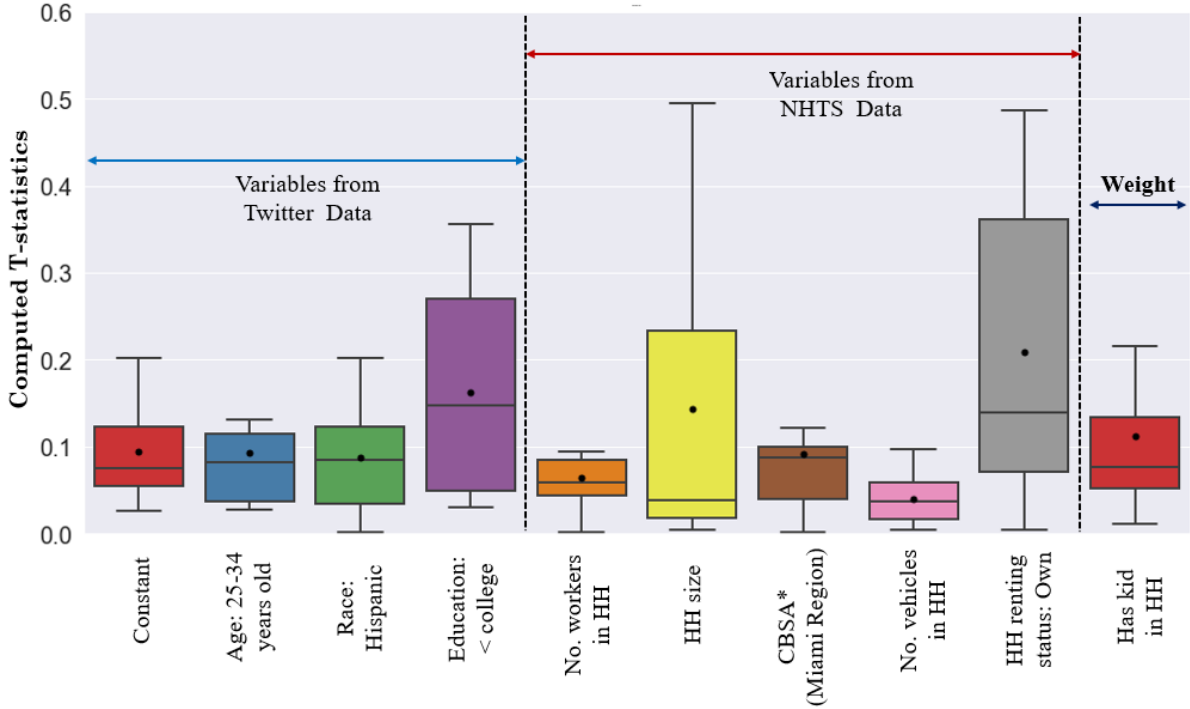 0.6
0.5
0.4
0.3
0.2
0.1
0.0
Computed T-statistics
Variables from
Twitter Data
Variables from
NHTS Data
Weight
Constant
Age: 25-34
years old
Race:
Hispanic
Education:
< college
No. workers
in HH
HH size
CBSA*
(Miami Region)
No. vehicles
in HH
HH renting
status: Own
Has kid
in HH